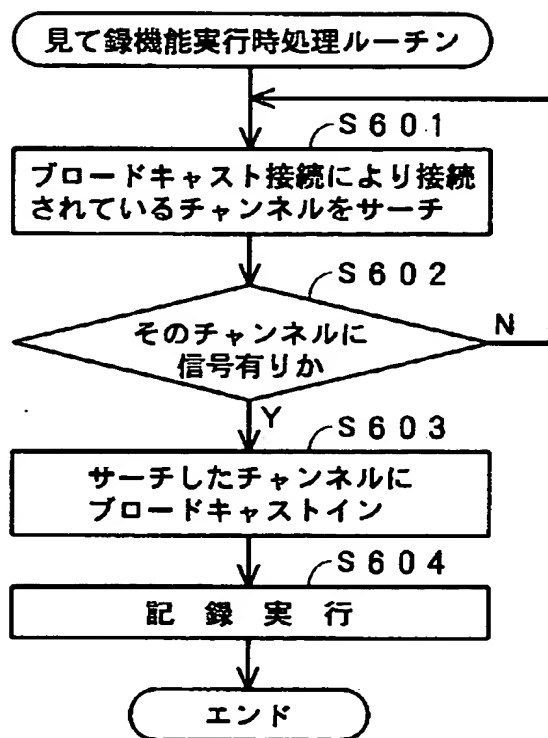 見て録機能実行時処理ルーチン
S601
ブロードキャスト接続により接続
されているチャンネルをサーチ
S602
そのチャンネルに
信号有りか
N
Y
S603
サーチしたチャンネルに
ブロードキャストイン
S604
記録実行
エンド